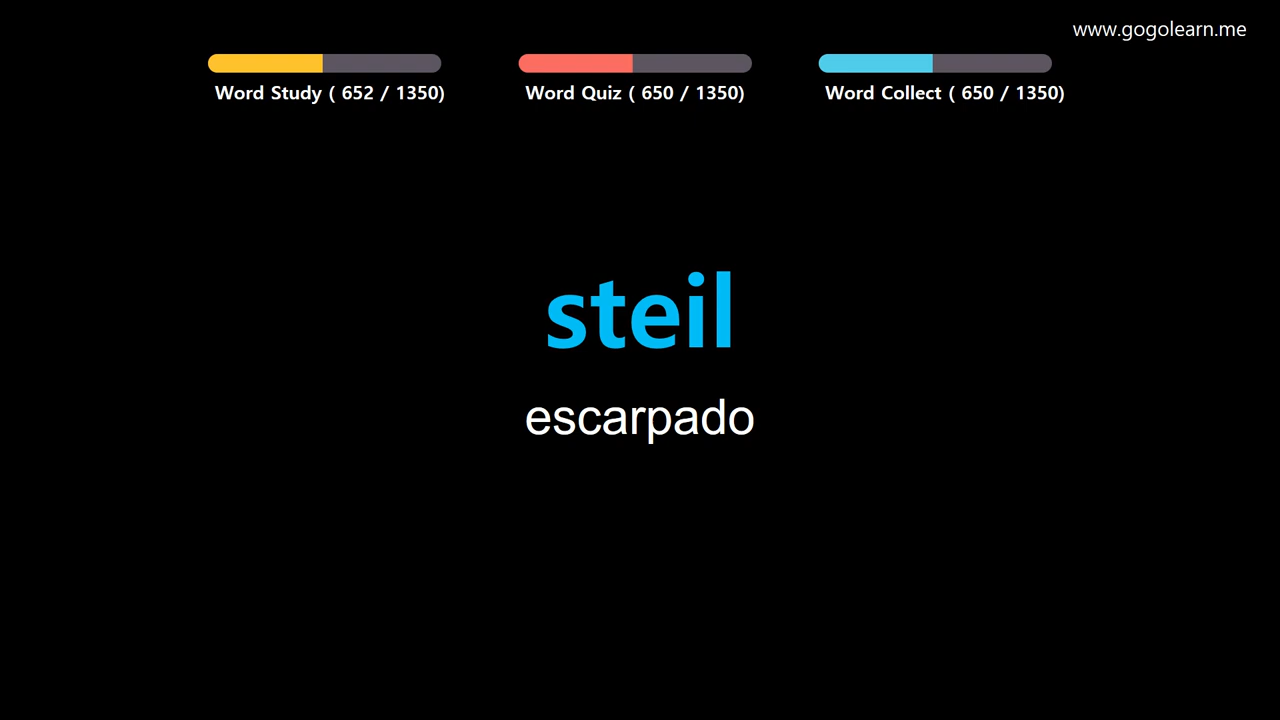 www.gogolearn.me
Word Study ( 652 / 1350)
Word Quiz ( 650 / 1350)
Word Collect ( 650 / 1350)
steil
escarpado